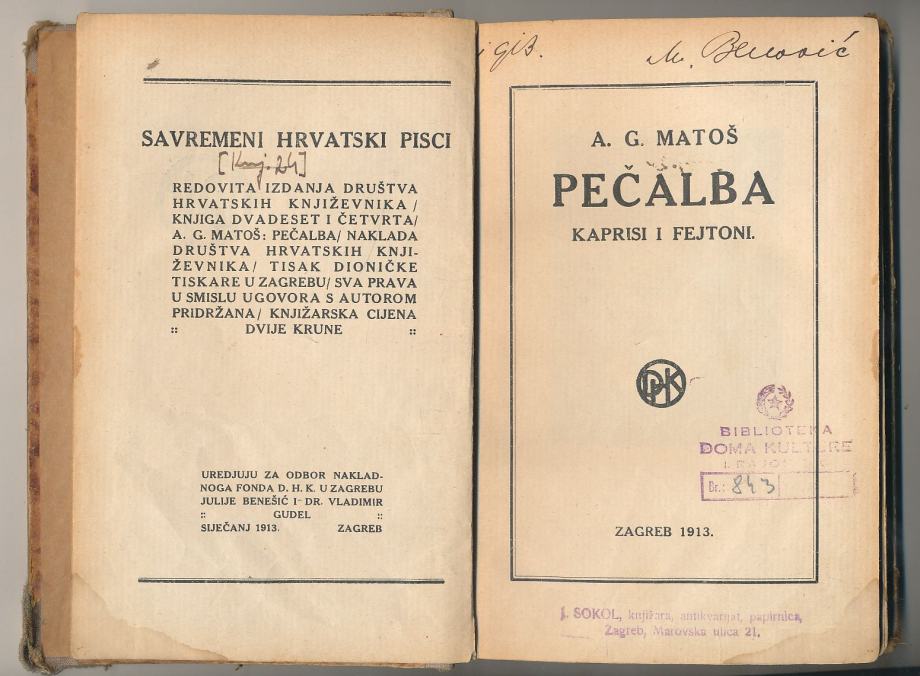 SAVREMENI HRVATSKI PISCI
[Knj. 24]
REDOVITA IZDANJA DRUŠTVA
HRVATSKIH KNJIŽEVNIKA /
KNJIGA DVADESET I ČETVRTA/
A. G. MATOŠ: PEČALBA/ NAKLADA
DRUŠTVA HRVATSKIH KNJI-
ŽEVNIKA/ TISAK DIONIČKE
TISKARE U ZAGREBU/ SVA PRAVA
U SMISLU UGOVORA S AUTOROM
PRIDRŽANA/ KNJIŽARSKA CIJENA
:: DVIJE KRUNE ::
UREDJUJU ZA ODBOR NAKLAD-
NOGA FONDA D. H. K. U ZAGREBU
JULIJE BENEŠIĆ I DR. VLADIMIR
:: GUDEL ::
SIJEČANJ 1913. ZAGREB
M.
A. G. MATOŠ
PEČALBA
KAPRISI I FEJTONI.
DHK
BIBLIOTEKA
DOMA KULTURE
Br.: 843
ZAGREB 1913.
J. SOKOL, knjižara, antikvarijat, papirnica,
Zagreb, Marovska ulica 21.